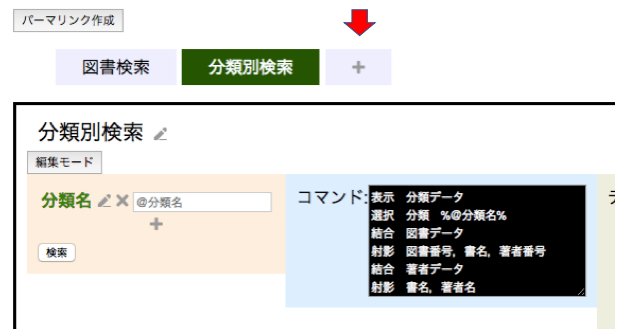 パーマリンク作成
図書検索 分類別検索 +
分類別検索
編集モード
分類名 @分類名
+
検索
コマンド:
表示 分類データ
選択 分類 %@分類名%
結合 図書データ
射影 図書番号, 書名, 著者番号
結合 著者データ
射影 書名, 著者名